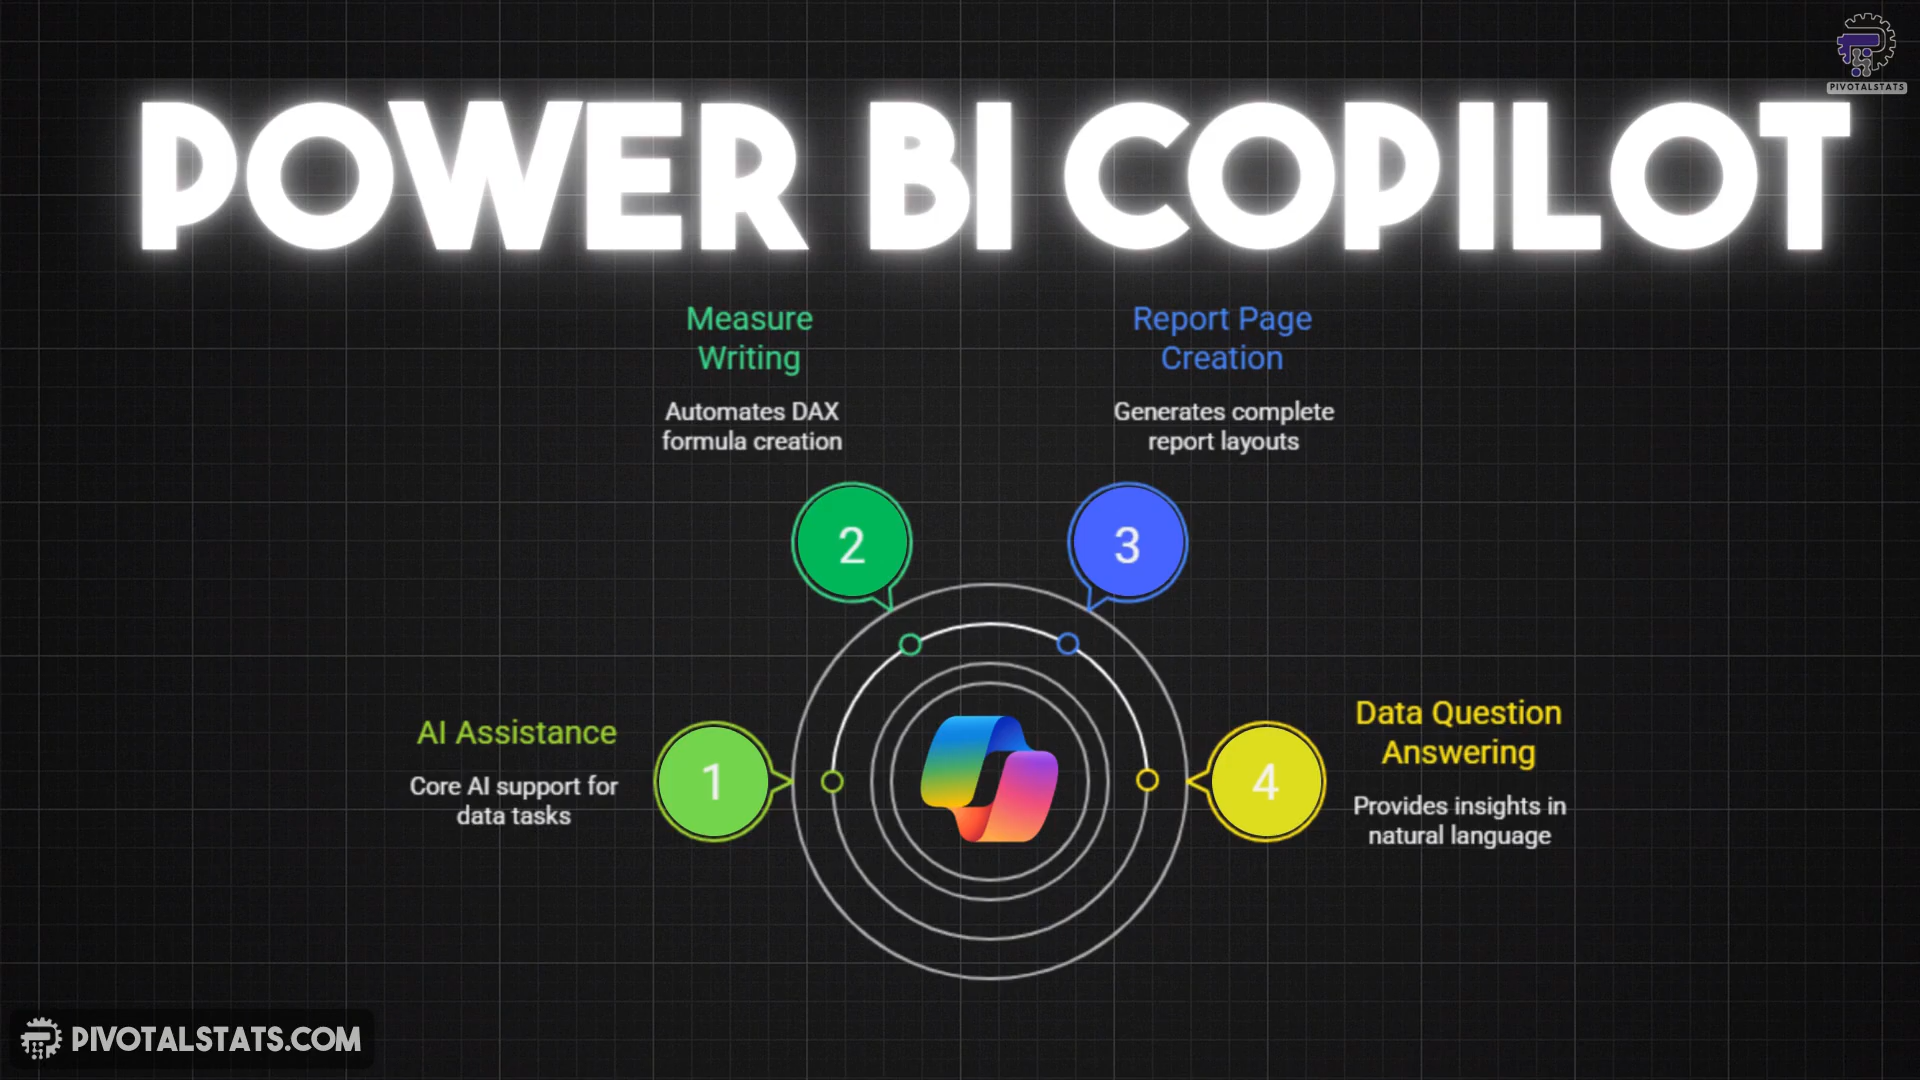 PIVOTALSTATS
POWER BI COPILOT
Measure
Writing
Automates DAX
formula creation
Report Page
Creation
Generates complete
report layouts
2
3
AI Assistance
Core AI support for
data tasks
1
4
Data Question
Answering
Provides insights in
natural language
PIVOTALSTATS.COM